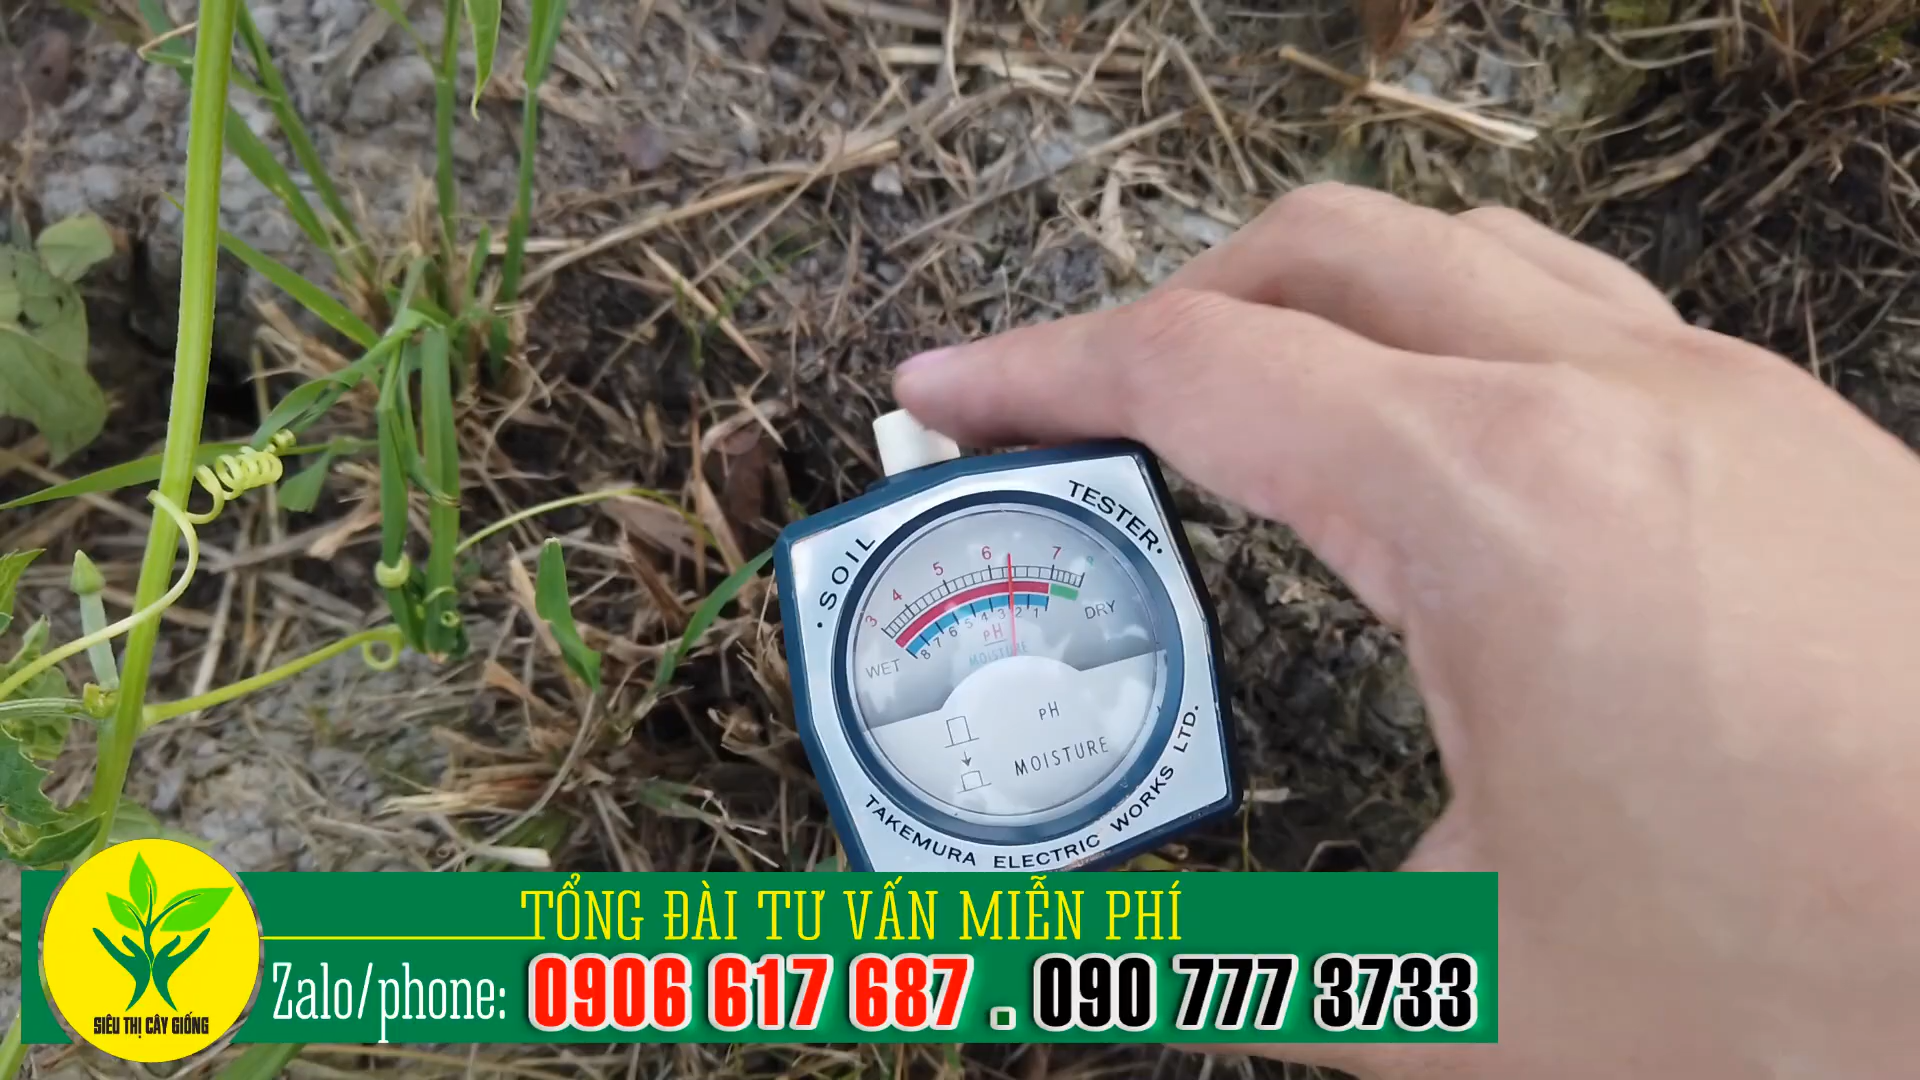 SOIL TESTER
3 4 5 6 7 8
8 7 6 5 4 3 2 1
WET
DRY
pH
MOISTURE
pH
MOISTURE
TAKEMURA ELECTRIC WORKS LTD.
TỔNG ĐÀI TƯ VẤN MIỄN PHÍ
Zalo/phone: 0906 617 687 . 090 777 3733
SIÊU THỊ CÂY GIỐNG